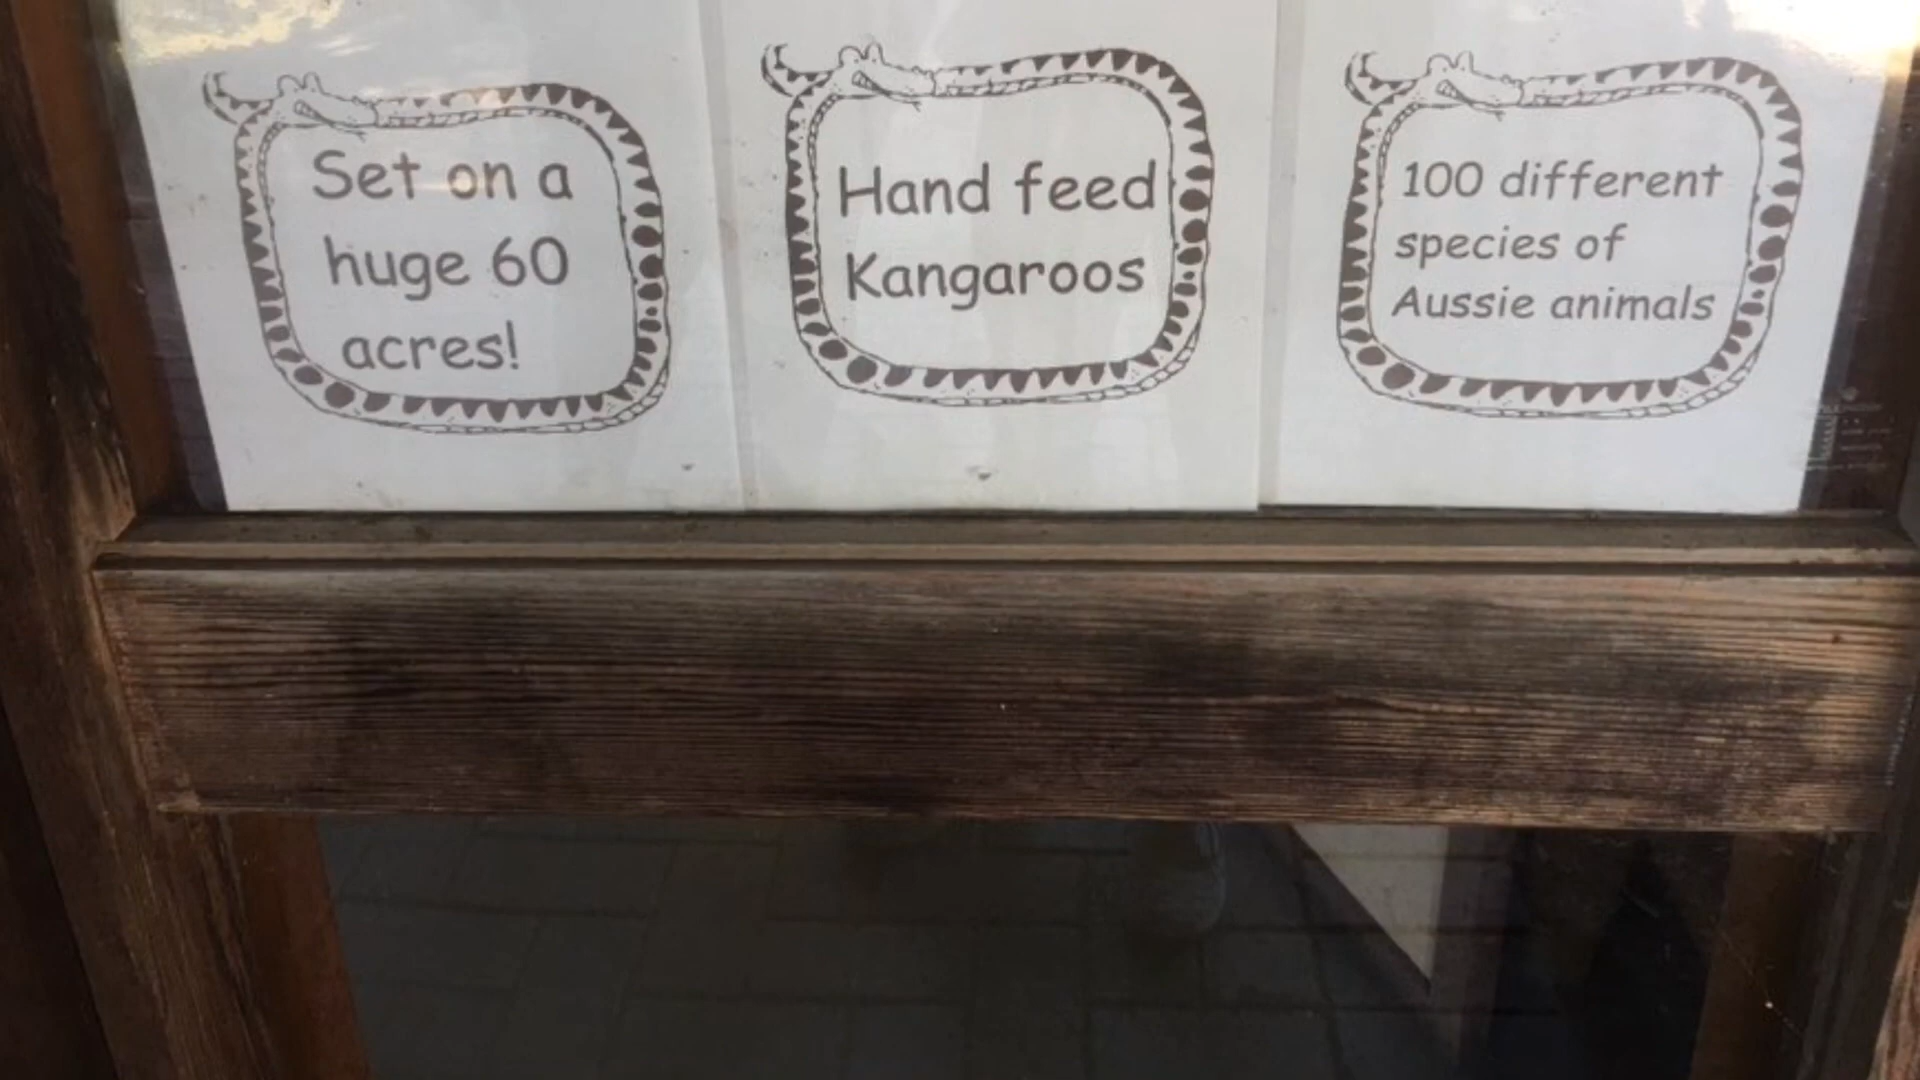 Set on a
huge 60
acres!
Hand feed
Kangaroos
100 different
species of
Aussie animals